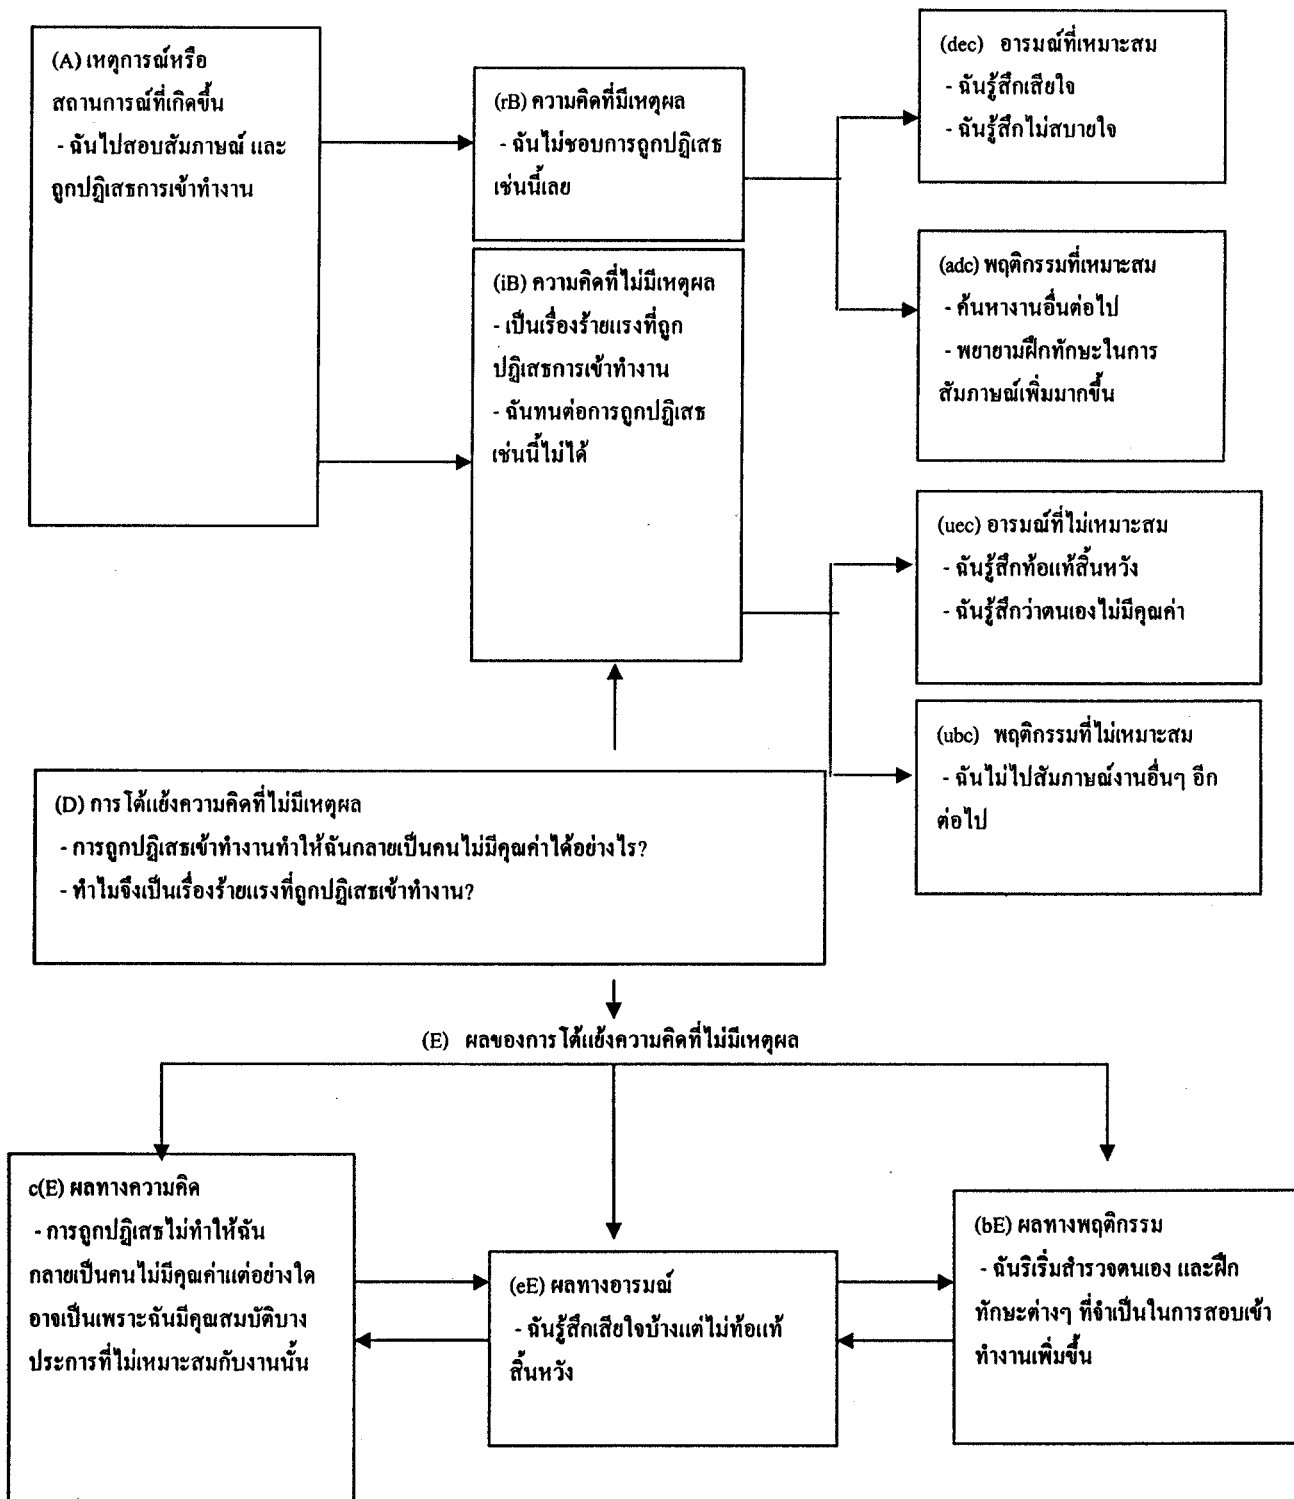 (A) เหตุการณ์หรือ
สถานการณ์ที่เกิดขึ้น
- ฉันไปสอบสัมภาษณ์ และ
ถูกปฏิเสธการเข้าทำงาน
(rB) ความคิดที่มีเหตุผล
- ฉันไม่ชอบการถูกปฏิเสธ
เช่นนี้เลย
(iB) ความคิดที่ไม่มีเหตุผล
- เป็นเรื่องร้ายแรงที่ถูก
ปฏิเสธการเข้าทำงาน
- ฉันทนต่อการถูกปฏิเสธ
เช่นนี้ไม่ได้
(dec) อารมณ์ที่เหมาะสม
- ฉันรู้สึกเสียใจ
- ฉันรู้สึกไม่สบายใจ
(adc) พฤติกรรมที่เหมาะสม
- ค้นหางานอื่นต่อไป
- พยายามฝึกทักษะในการ
สัมภาษณ์เพิ่มมากขึ้น
(uec) อารมณ์ที่ไม่เหมาะสม
- ฉันรู้สึกท้อแท้สิ้นหวัง
- ฉันรู้สึกว่าตนเองไม่มีคุณค่า
(ubc) พฤติกรรมที่ไม่เหมาะสม
- ฉันไม่ไปสัมภาษณ์งานอื่นๆ อีก
ต่อไป
(D) การโต้แย้งความคิดที่ไม่มีเหตุผล
- การถูกปฏิเสธเข้าทำงานทำให้ฉันกลายเป็นคนไม่มีคุณค่าได้อย่างไร?
- ทำไมจึงเป็นเรื่องร้ายแรงที่ถูกปฏิเสธเข้าทำงาน?
(E) ผลของการโต้แย้งความคิดที่ไม่มีเหตุผล
c(E) ผลทางความคิด
- การถูกปฏิเสธไม่ทำให้ฉัน
กลายเป็นคนไม่มีคุณค่าแต่อย่างใด
อาจเป็นเพราะฉันมีคุณสมบัติบาง
ประการที่ไม่เหมาะสมกับงานนั้น
(eE) ผลทางอารมณ์
- ฉันรู้สึกเสียใจบ้างแต่ไม่ท้อแท้
สิ้นหวัง
(bE) ผลทางพฤติกรรม
- ฉันริเริ่มสำรวจตนเอง และฝึก
ทักษะต่างๆ ที่จำเป็นในการสอบเข้า
ทำงานเพิ่มขึ้น